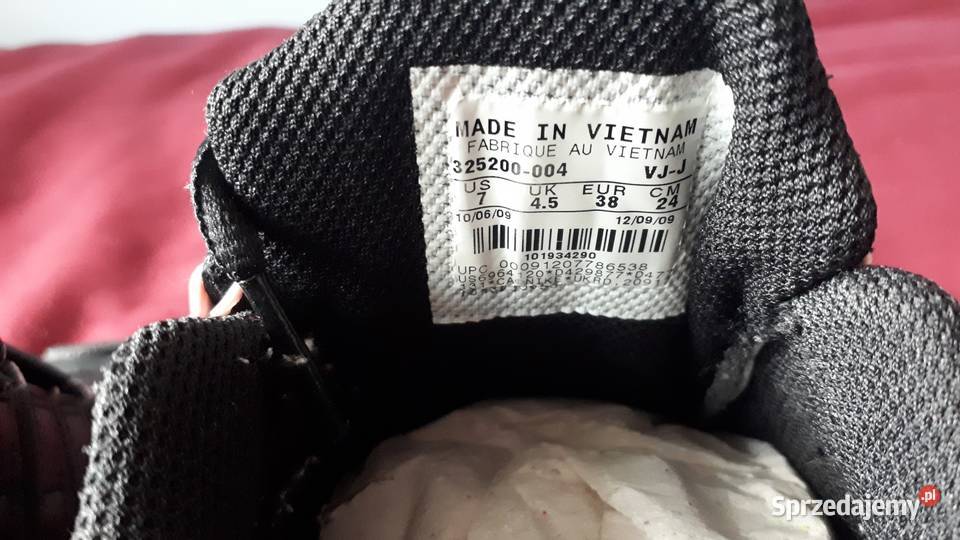 MADE IN VIETNAM
FABRIQUE AU VIETNAM
325200-004 VJ-J
US UK EUR CM
7 4.5 38 24
10/06/09 12/09/09
101934290
UPC 00091207786538
Sprzedajemy.pl